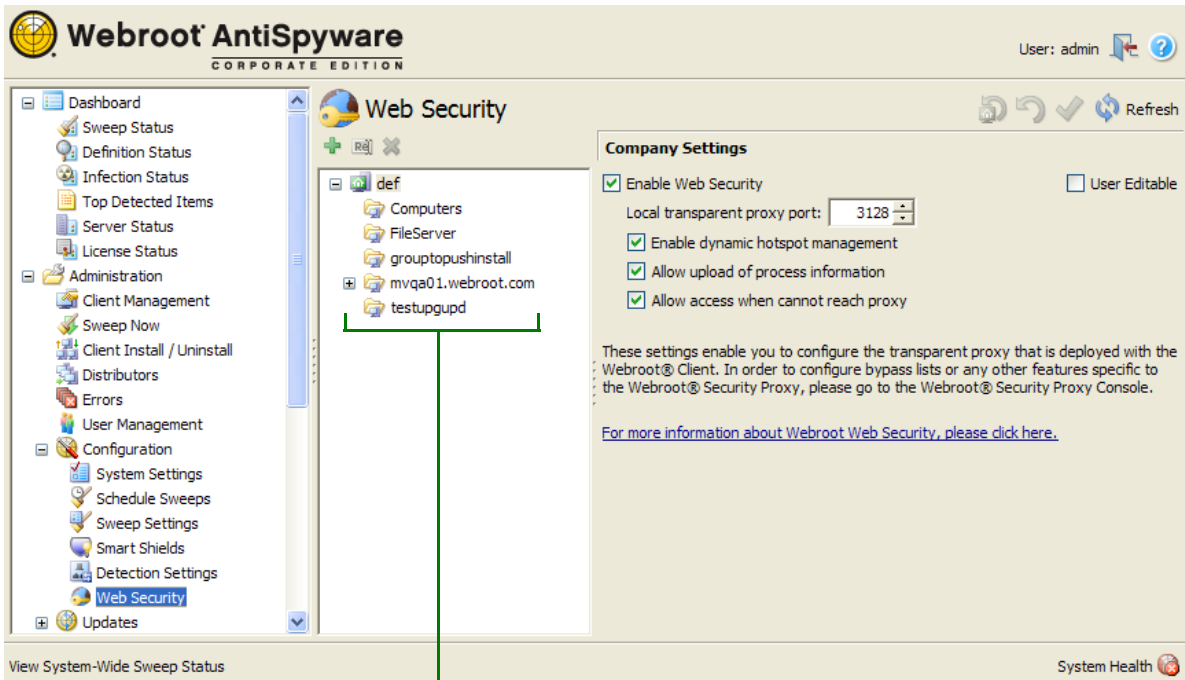 Webroot AntiSpyware
CORPORATE EDITION
User: admin
Dashboard
Sweep Status
Definition Status
Infection Status
Top Detected Items
Server Status
License Status
Administration
Client Management
Sweep Now
Client Install / Uninstall
Distributors
Errors
User Management
Configuration
System Settings
Schedule Sweeps
Sweep Settings
Smart Shields
Detection Settings
Web Security
Updates
Web Security
Refresh
def
Computers
FileServer
grouptopushinstall
mvqa01.webroot.com
testupgupd
Company Settings
Enable Web Security
User Editable
Local transparent proxy port: 3128
Enable dynamic hotspot management
Allow upload of process information
Allow access when cannot reach proxy
These settings enable you to configure the transparent proxy that is deployed with the
Webroot® Client. In order to configure bypass lists or any other features specific to
the Webroot® Security Proxy, please go to the Webroot® Security Proxy Console.
For more information about Webroot Web Security, please click here.
View System-Wide Sweep Status
System Health